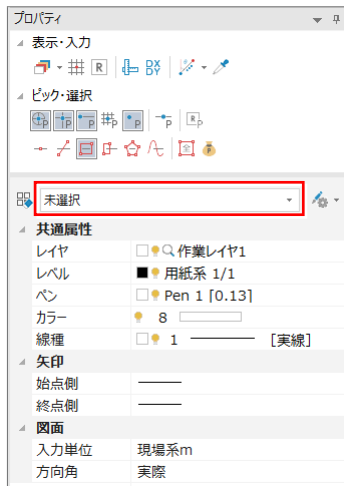 プロパティ
表示・入力
R DX BY
ピック・選択
P P P P P P R P
未選択
共通属性
レイヤ 作業レイヤ1
レベル 用紙系 1/1
ペン Pen 1 [0.13]
カラー 8
線種 1 [実線]
矢印
始点側
終点側
図面
入力単位 現場系m
方向角 実際